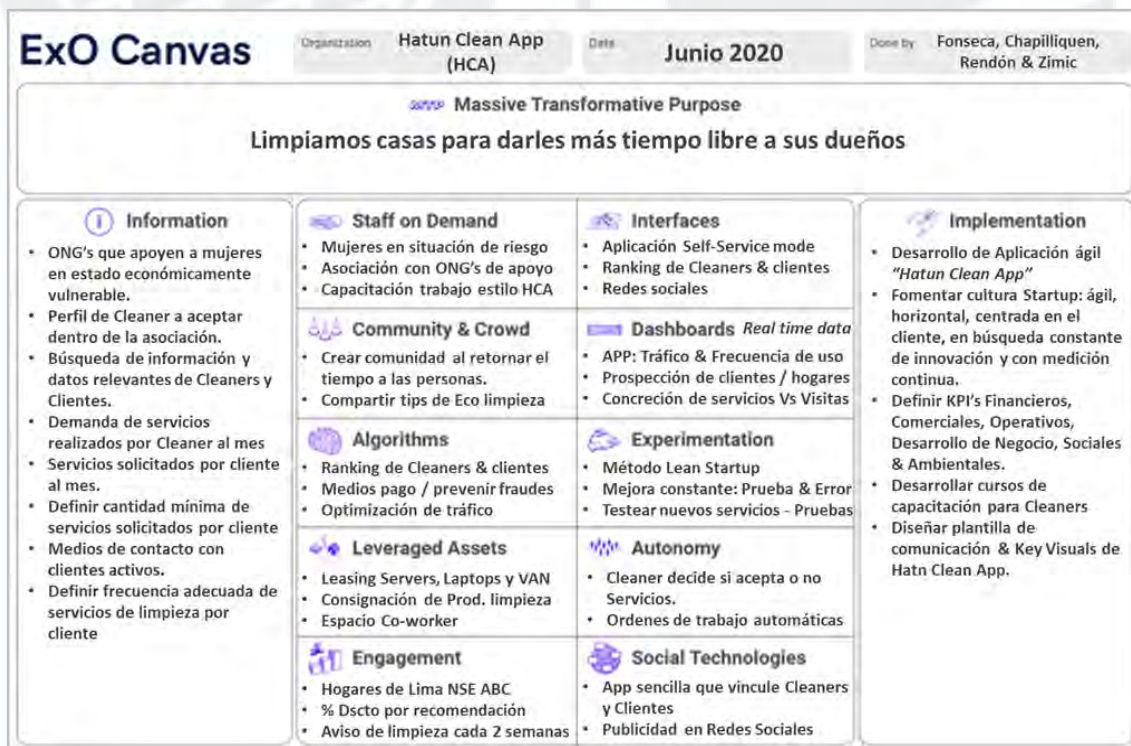 ExO Canvas
Organization
Hatun Clean App
(HCA)
Date
Junio 2020
Done by
Fonseca, Chapilliquen,
Rendón & Zimic
Massive Transformative Purpose
Limpiamos casas para darles más tiempo libre a sus dueños
Information
• ONG's que apoyen a mujeres
en estado económicamente
vulnerable.
• Perfil de Cleaner a aceptar
dentro de la asociación.
• Búsqueda de información y
datos relevantes de Cleaners y
Clientes.
• Demanda de servicios
realizados por Cleaner al mes
• Servicios solicitados por cliente
al mes.
• Definir cantidad mínima de
servicios solicitados por cliente
• Medios de contacto con
clientes activos.
• Definir frecuencia adecuada de
servicios de limpieza por
cliente
Staff on Demand
• Mujeres en situación de riesgo
• Asociación con ONG's de apoyo
• Capacitación trabajo estilo HCA
Community & Crowd
• Crear comunidad al retornar el
tiempo a las personas.
• Compartir tips de Eco limpieza
Algorithms
• Ranking de Cleaners & clientes
• Medios pago / prevenir fraudes
• Optimización de tráfico
Leveraged Assets
• Leasing Servers, Laptops y VAN
• Consignación de Prod. limpieza
• Espacio Co-worker
Engagement
• Hogares de Lima NSE ABC
• % Dscto por recomendación
• Aviso de limpieza cada 2 semanas
Interfaces
• Aplicación Self-Service mode
• Ranking de Cleaners & clientes
• Redes sociales
Dashboards Real time data
• APP: Tráfico & Frecuencia de uso
• Prospección de clientes / hogares
• Concreción de servicios Vs Visitas
Experimentation
• Método Lean Startup
• Mejora constante: Prueba & Error
• Testear nuevos servicios - Pruebas
Autonomy
• Cleaner decide si acepta o no
Servicios.
• Ordenes de trabajo automáticas
Social Technologies
• App sencilla que vincule Cleaners
y Clientes
• Publicidad en Redes Sociales
Implementation
• Desarrollo de Aplicación ágil
"Hatun Clean App"
• Fomentar cultura Startup: ágil,
horizontal, centrada en el
cliente, en búsqueda constante
de innovación y con medición
continua.
• Definir KPI's Financieros,
Comerciales, Operativos,
Desarrollo de Negocio, Sociales
& Ambientales.
• Desarrollar cursos de
capacitación para Cleaners
• Diseñar plantilla de
comunicación & Key Visuals de
Hatn Clean App.